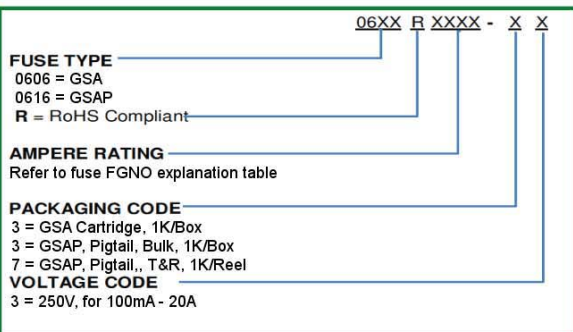 06XX R XXXX - X X
FUSE TYPE
0606 = GSA
0616 = GSAP
R = RoHS Compliant
AMPERE RATING
Refer to fuse FGNO explanation table
PACKAGING CODE
3 = GSA Cartridge, 1K/Box
3 = GSAP, Pigtail, Bulk, 1K/Box
7 = GSAP, Pigtail,, T&R, 1K/Reel
VOLTAGE CODE
3 = 250V, for 100mA - 20A